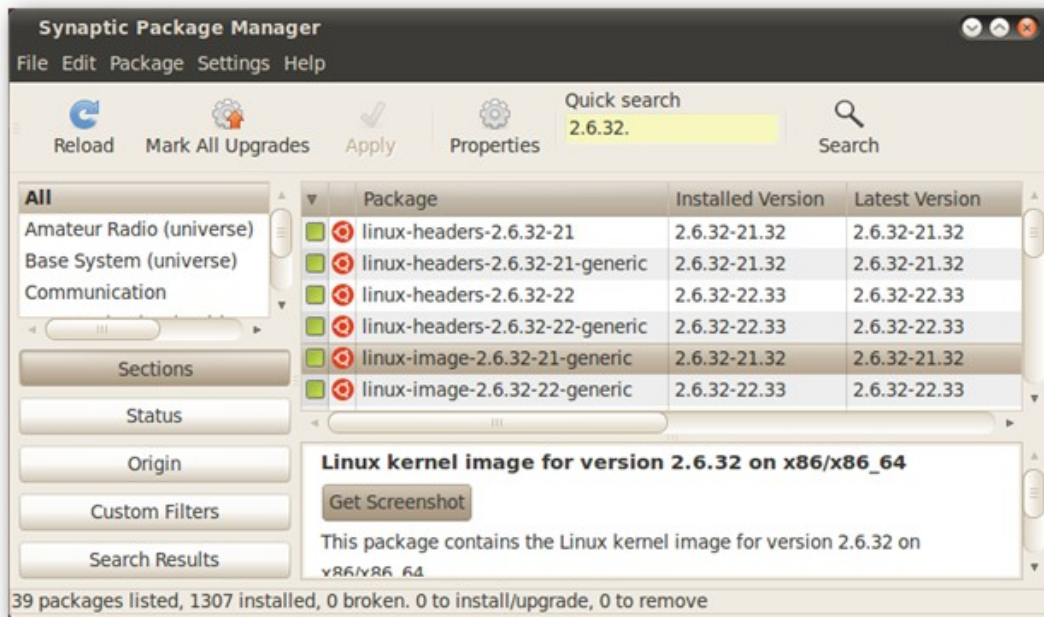 Synaptic Package Manager
File Edit Package Settings Help
Reload Mark All Upgrades Apply Properties Quick search Search
2.6.32.
All
Amateur Radio (universe)
Base System (universe)
Communication
Sections
Status
Origin
Custom Filters
Search Results
Package Installed Version Latest Version
linux-headers-2.6.32-21 2.6.32-21.32 2.6.32-21.32
linux-headers-2.6.32-21-generic 2.6.32-21.32 2.6.32-21.32
linux-headers-2.6.32-22 2.6.32-22.33 2.6.32-22.33
linux-headers-2.6.32-22-generic 2.6.32-22.33 2.6.32-22.33
linux-image-2.6.32-21-generic 2.6.32-21.32 2.6.32-21.32
linux-image-2.6.32-22-generic 2.6.32-22.33 2.6.32-22.33
Linux kernel image for version 2.6.32 on x86/x86_64
Get Screenshot
This package contains the Linux kernel image for version 2.6.32 on
x86/x86_64
39 packages listed, 1307 installed, 0 broken. 0 to install/upgrade, 0 to remove